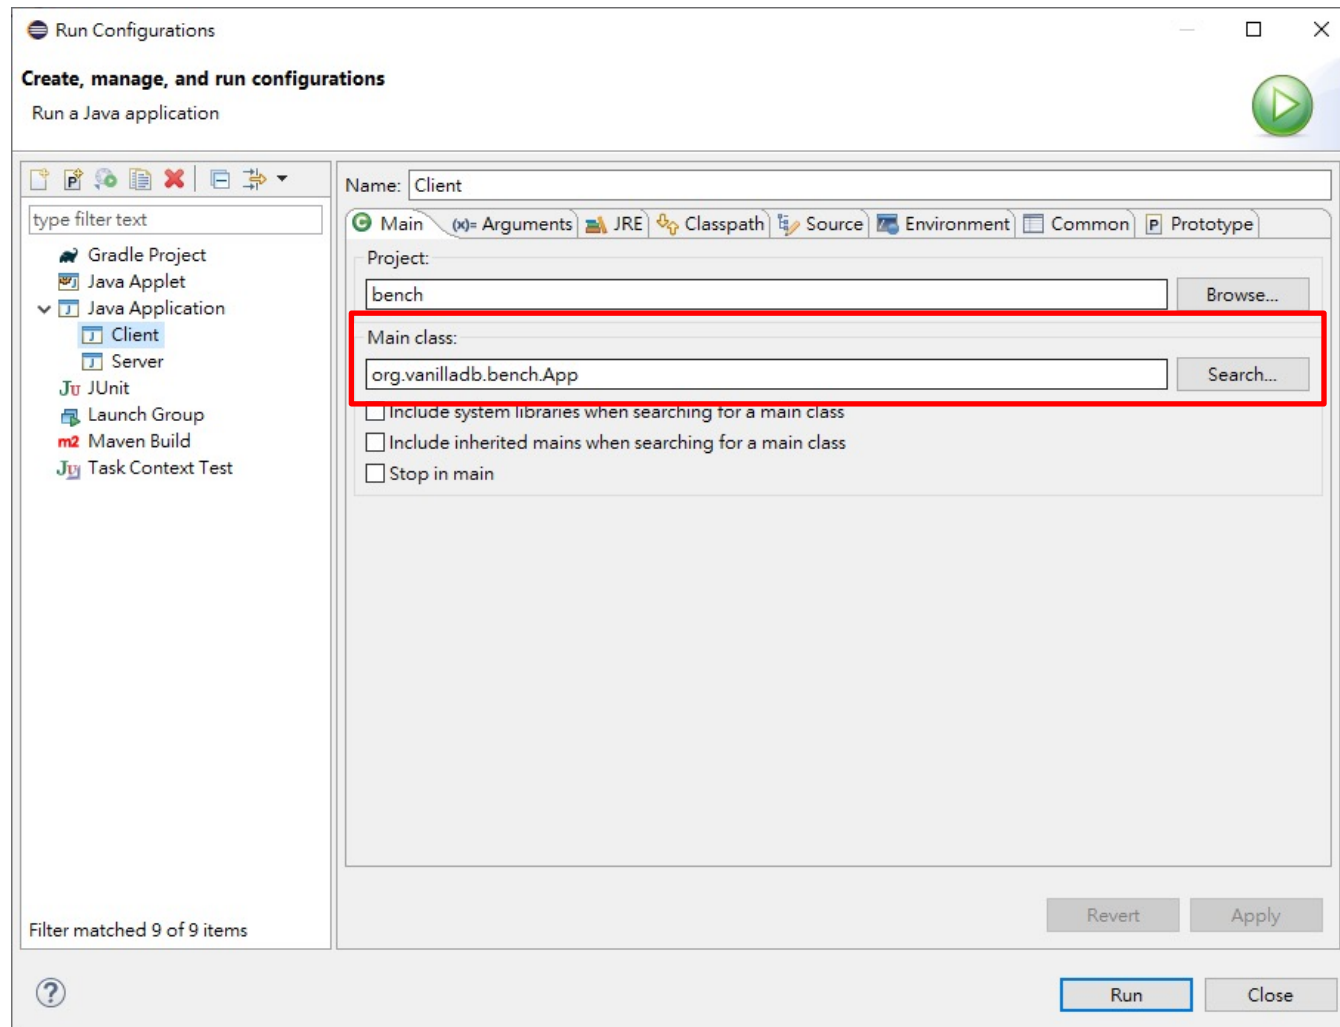 Run Configurations
Create, manage, and run configurations
Run a Java application
type filter text
Gradle Project
Java Applet
Java Application
Client
Server
JUnit
Launch Group
Maven Build
Task Context Test
Filter matched 9 of 9 items
Name: Client
Main (x)= Arguments JRE Classpath Source Environment Common Prototype
Project:
bench Browse...
Main class:
org.vanilladb.bench.App Search...
Include system libraries when searching for a main class
Include inherited mains when searching for a main class
Stop in main
Revert Apply
Run Close